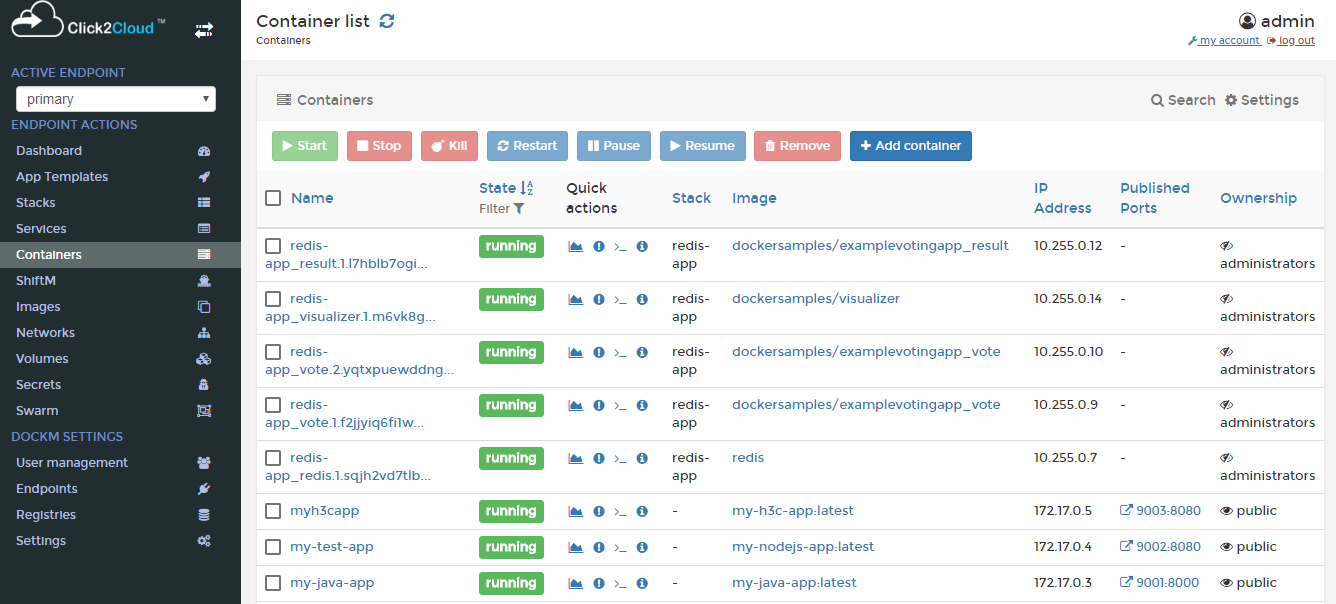 Click2Cloud™
ACTIVE ENDPOINT
primary
ENDPOINT ACTIONS
Dashboard
App Templates
Stacks
Services
Containers
ShiftM
Images
Networks
Volumes
Secrets
Swarm
DOCKM SETTINGS
User management
Endpoints
Registries
Settings
Container list
Containers
admin
my account log out
Containers Search Settings
Start Stop Kill Restart Pause Resume Remove Add container
Name State Filter Quick actions Stack Image IP Address Published Ports Ownership
redis- running redis- dockersamples/examplevotingapp_result 10.255.0.12 -
app_result.1.l7hblb7ogi... app administrators
redis- running redis- dockersamples/visualizer 10.255.0.14 -
app_visualizer.1.m6vk8g... app administrators
redis- running redis- dockersamples/examplevotingapp_vote 10.255.0.10 -
app_vote.2.yqtxpuewddng... app administrators
redis- running redis- dockersamples/examplevotingapp_vote 10.255.0.9 -
app_vote.1.f2jjyiq6fi1w... app administrators
redis- running redis- redis 10.255.0.7 -
app_redis.1.sqjh2vd7tlb... app administrators
myh3capp running - my-h3c-app:latest 172.17.0.5 9003:8080 public
my-test-app running - my-nodejs-app:latest 172.17.0.4 9002:8080 public
my-java-app running - my-java-app:latest 172.17.0.3 9001:8000 public